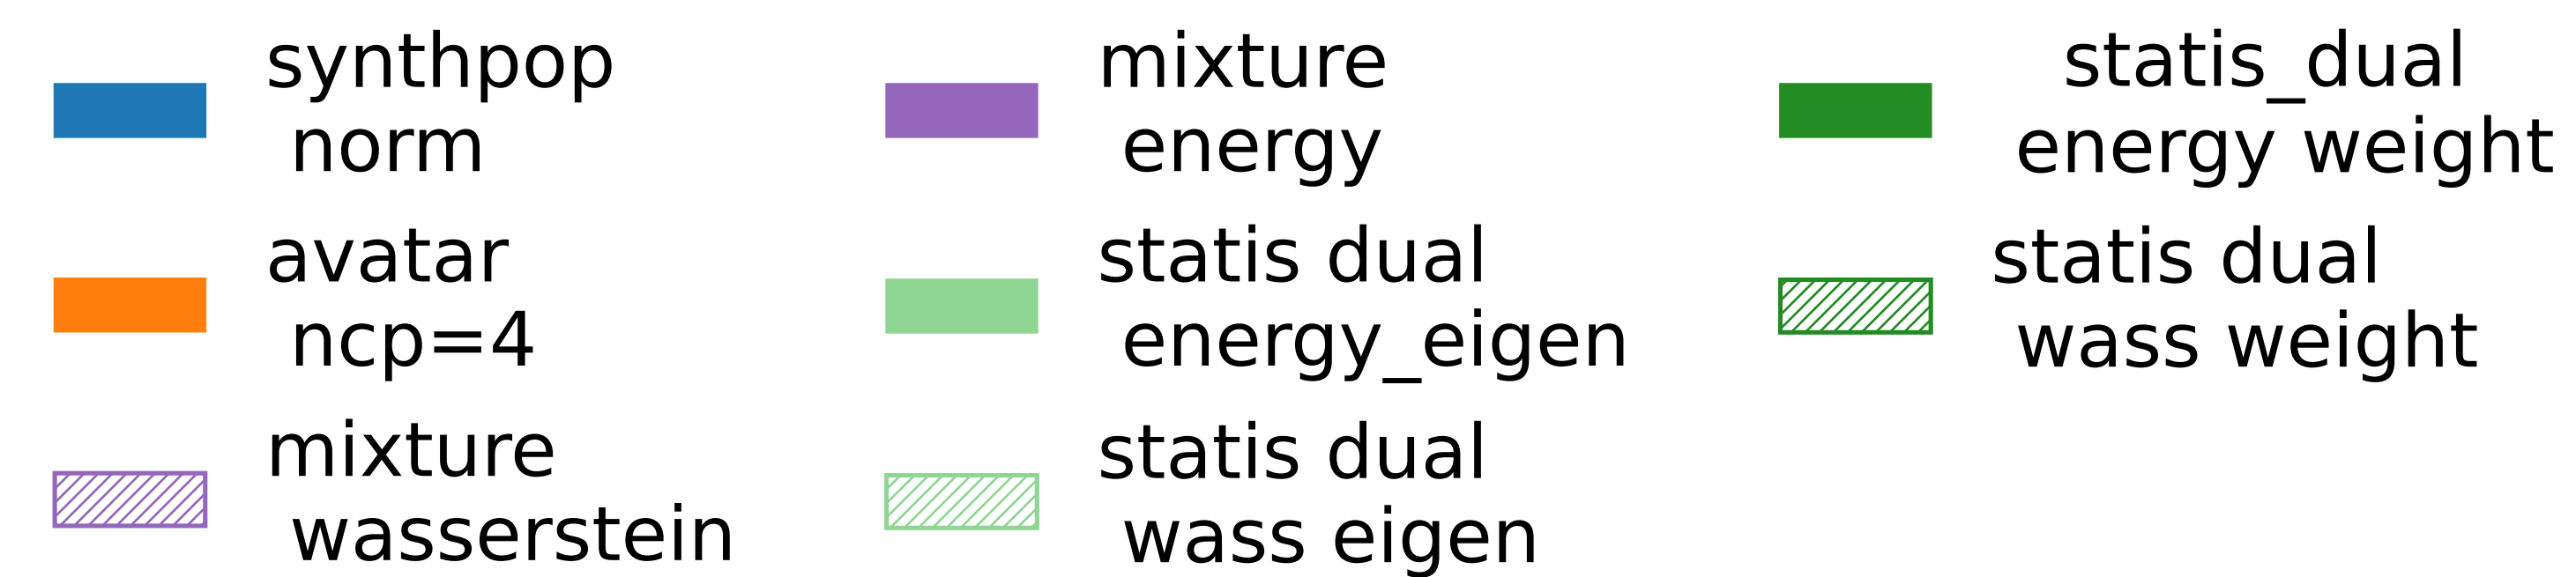 synthpop
norm
avatar
ncp=4
mixture
wasserstein
mixture
energy
statis dual
energy_eigen
statis dual
wass eigen
statis_dual
energy weight
statis dual
wass weight